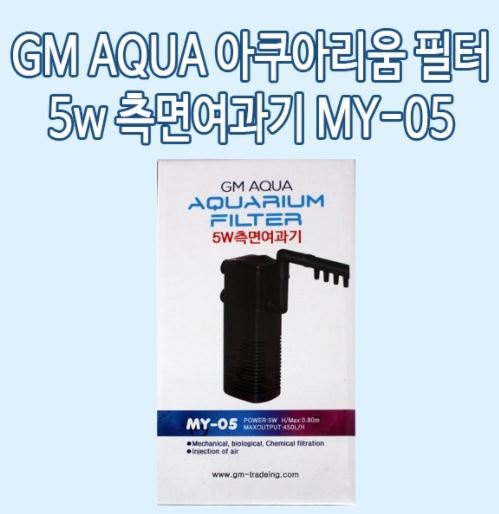 GM AQUA 아쿠아리움 필터
5w 측면여과기 MY-05
GM AQUA
AQUARIUM
FILTER
5W측면여과기
MY-05
POWER:5W H/Max:0.80m
MAXOUTPUT:450L/H
●Mechanical, biological, Chemical filtration
●Injection of air
www.gm-tradeing.com